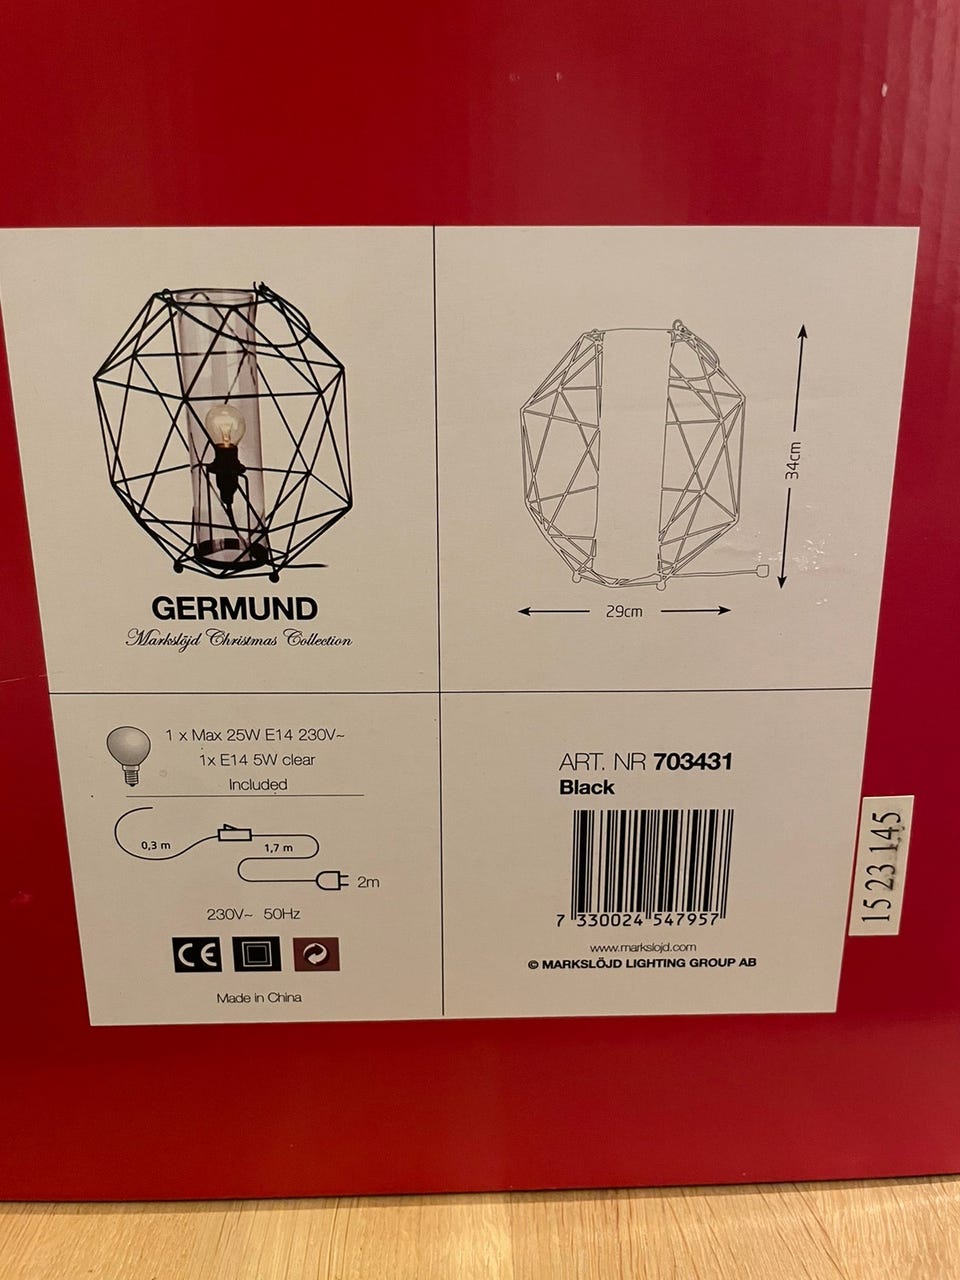 GERMUND
Markslöjd Christmas Collection
34cm
29cm
1 x Max 25W E14 230V~
1x E14 5W clear
Included
0,3 m
1,7 m
2m
230V~ 50Hz
CE
Made in China
ART. NR 703431
Black
7 330024 547957
www.markslojd.com
© MARKSLÖJD LIGHTING GROUP AB
15 23 145